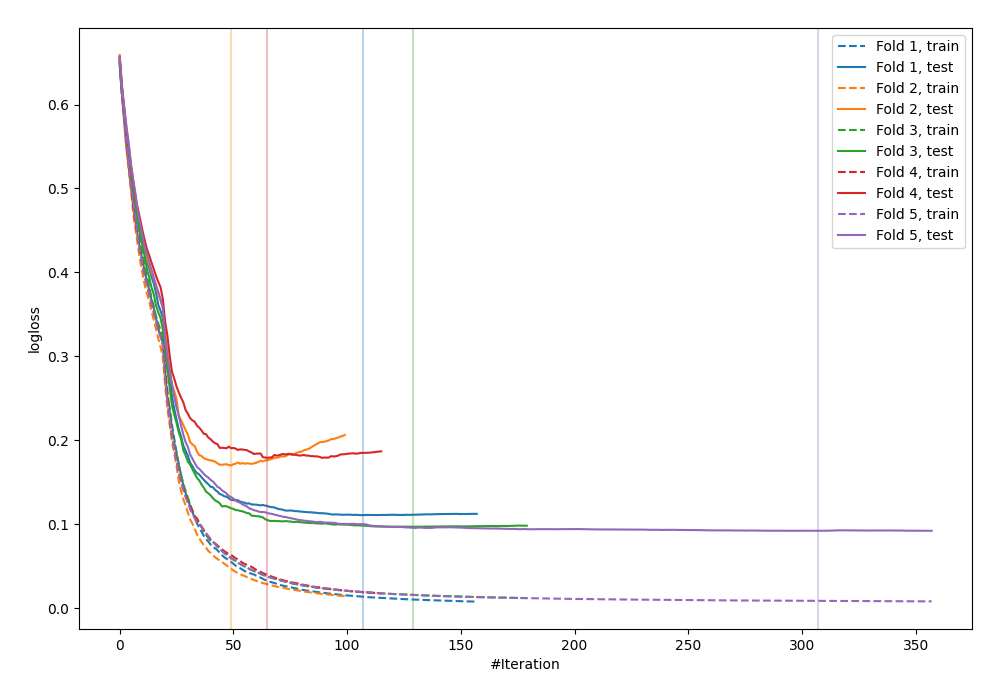 0.6
0.5
0.4
0.3
0.2
0.1
0.0
logloss
0
50
100
150
200
250
300
350
#Iteration
Fold 1, train
Fold 1, test
Fold 2, train
Fold 2, test
Fold 3, train
Fold 3, test
Fold 4, train
Fold 4, test
Fold 5, train
Fold 5, test